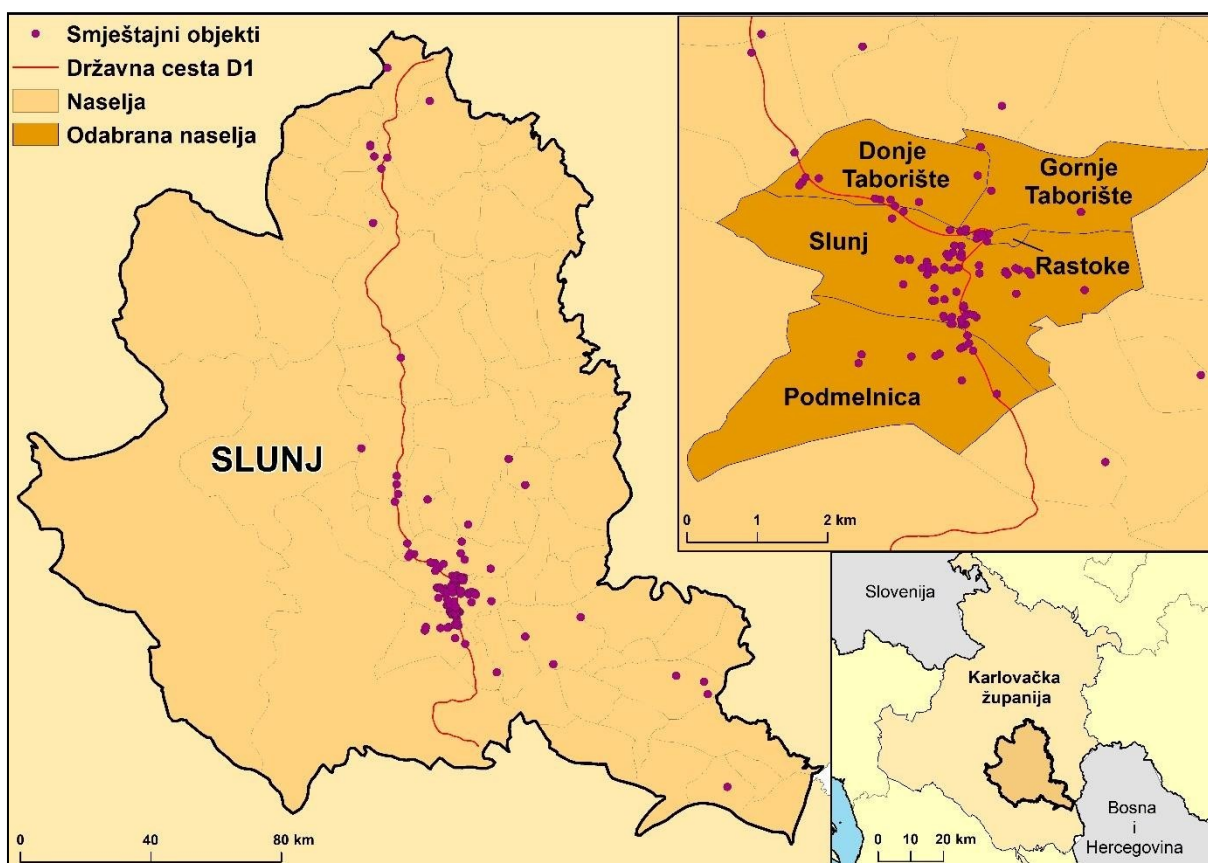 Smještajni objekti
Državna cesta D1
Naselja
Odabrana naselja
SLUNJ
0 40 80 km
Donje
Taborište
Gornje
Taborište
Slunj
Rastoke
Podmelnica
0 1 2 km
Slovenija
Karlovačka
županija
Bosna
i
Hercegovina
0 10 20 km